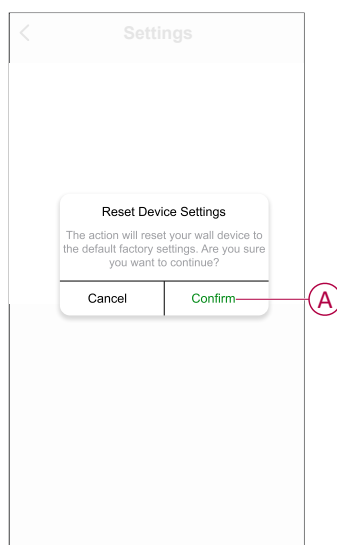 Settings
Reset Device Settings
The action will reset your wall device to
the default factory settings. Are you sure
you want to continue?
Cancel
Confirm
A